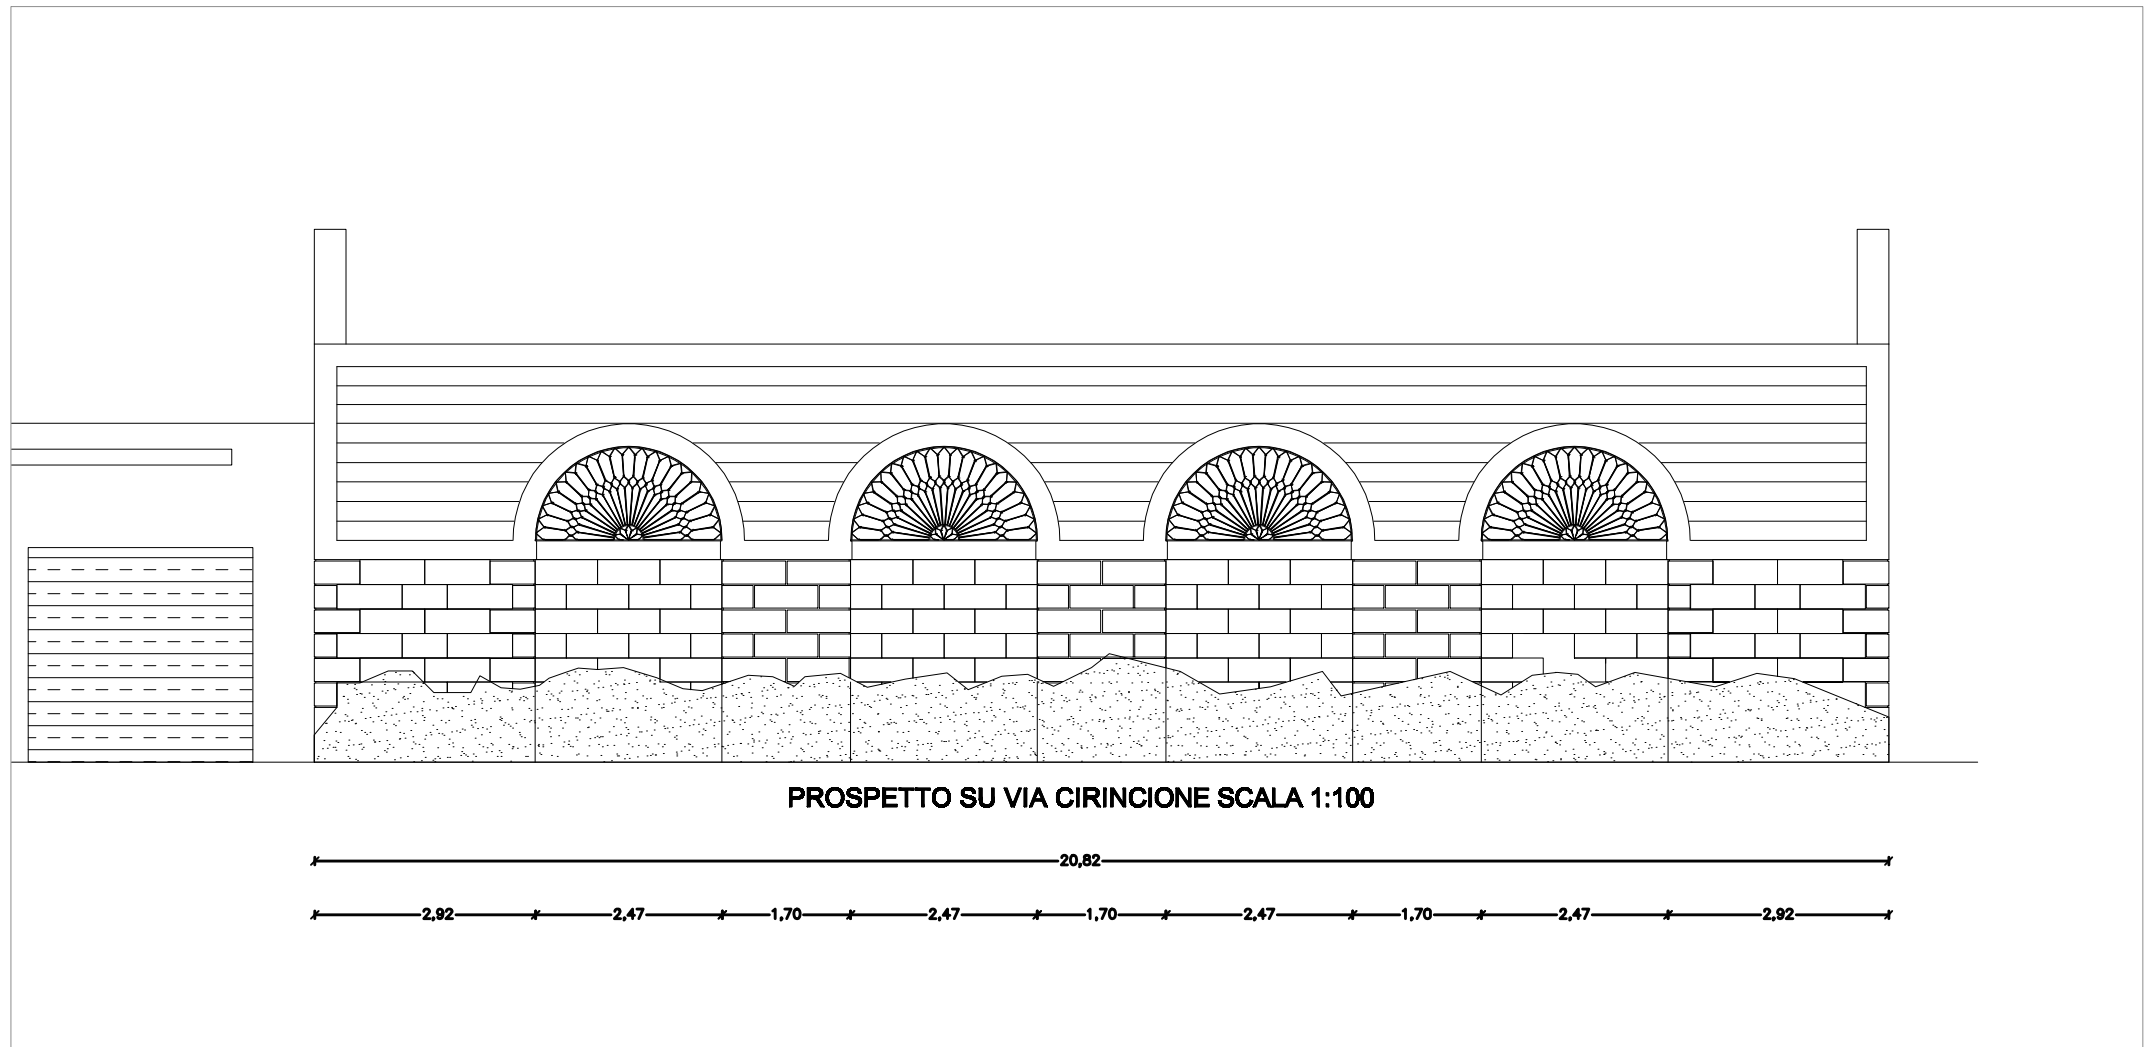 PROSPETTO SU VIA CIRINCIONE SCALA 1:100
20,82
2,92 2,47 1,70 2,47 1,70 2,47 1,70 2,47 2,92